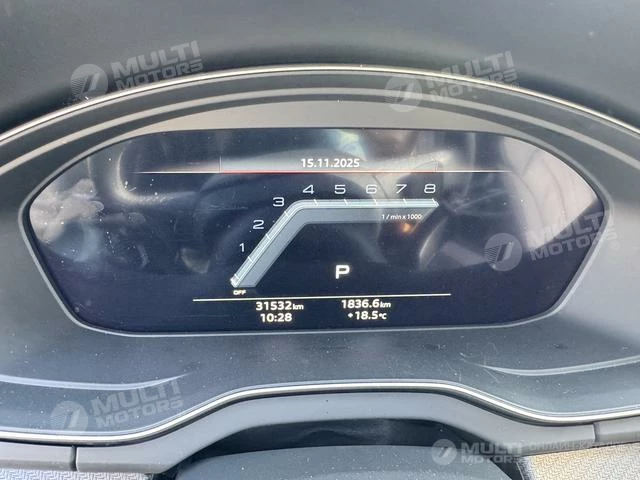 MULTI MOTORS
MULTI MOTORS
15.11.2025
3 4 5 6 7 8
2
1 / min x 1000
1
MULTI MOTORS
P
OFF
31532 km 1836.6 km
10:28 +18.5 °C
MULTI MOTORS
MULTI